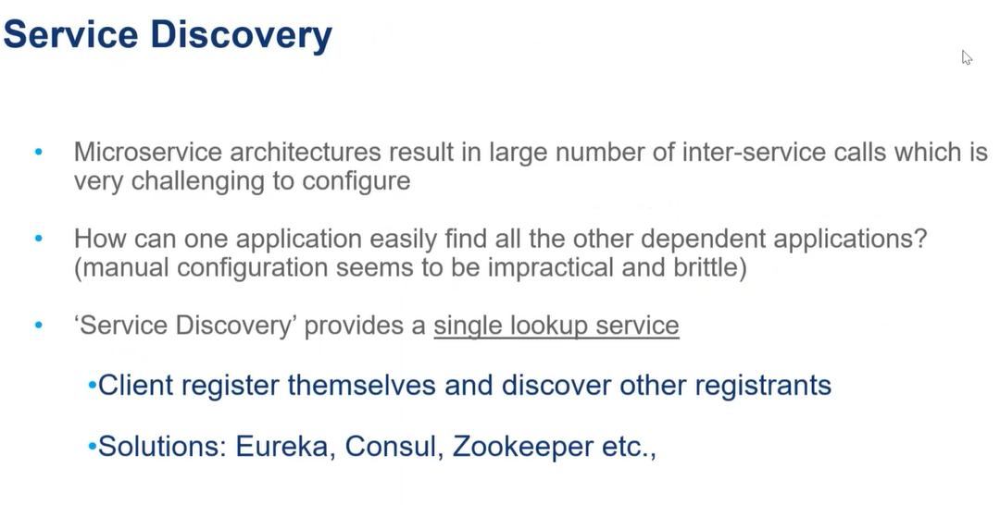 Service Discovery
• Microservice architectures result in large number of inter-service calls which is
very challenging to configure
• How can one application easily find all the other dependent applications?
(manual configuration seems to be impractical and brittle)
• ‘Service Discovery’ provides a single lookup service
•Client register themselves and discover other registrants
•Solutions: Eureka, Consul, Zookeeper etc.,